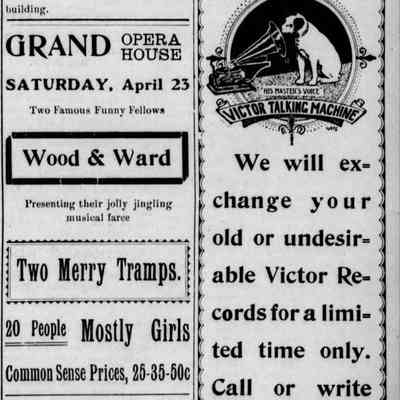 building.
GRAND OPERA HOUSE
SATURDAY, April 23
Two Famous Funny Fellows
Wood & Ward
Presenting their jolly jingling
musical farce
Two Merry Tramps.
20 People Mostly Girls
Common Sense Prices, 25-35-50c
HIS MASTER'S VOICE
VICTOR TALKING MACHINE
We will ex-
change your
old or undesir-
able Victor Re-
cords for a limi-
ted time only.
Call or write